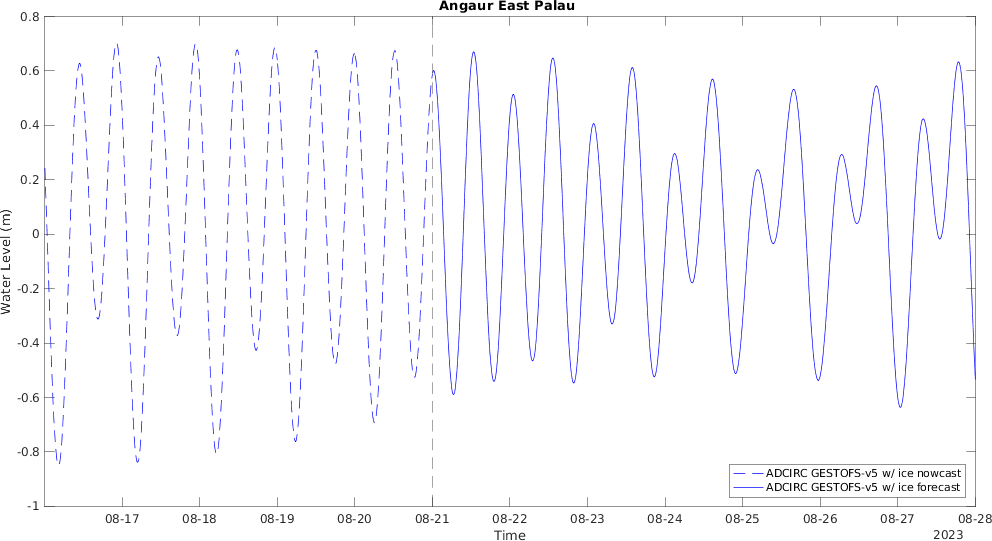 Angaur East Palau
0.8
0.6
0.4
0.2
0
-0.2
-0.4
-0.6
-0.8
-1
Water Level (m)
08-17 08-18 08-19 08-20 08-21 08-22 08-23 08-24 08-25 08-26 08-27 08-28
Time
2023
ADCIRC GESTOFS-v5 w/ ice nowcast
ADCIRC GESTOFS-v5 w/ ice forecast